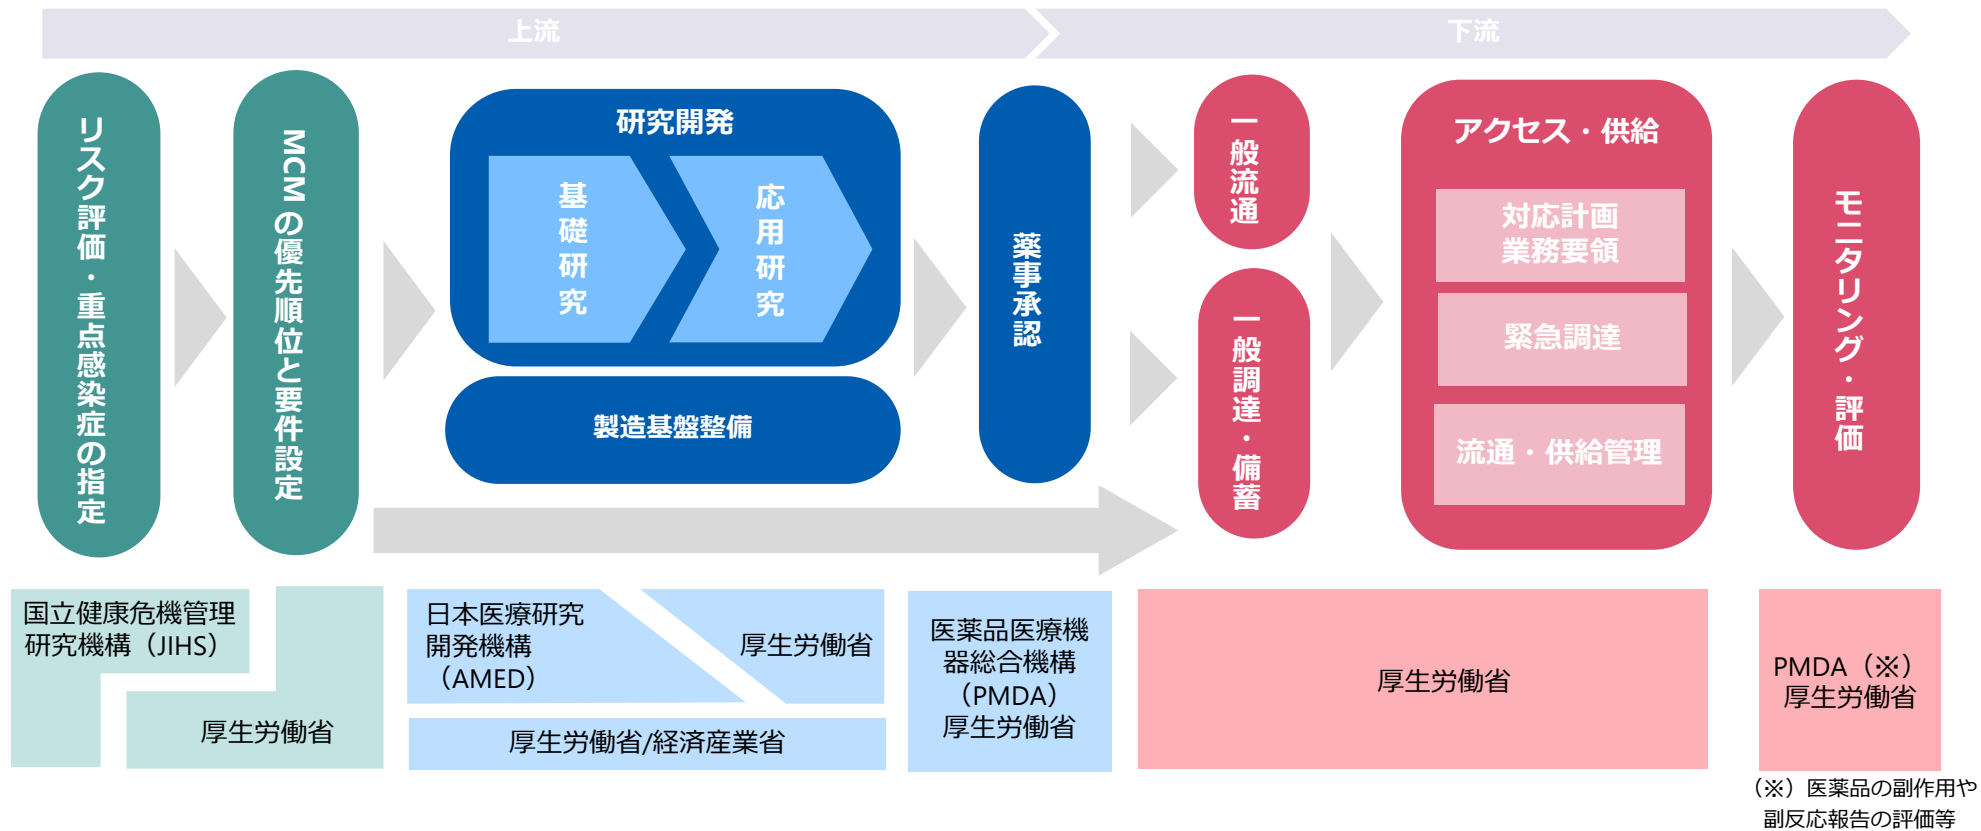 上流
下流
リスク評価・重点感染症の指定
MCMの優先順位と要件設定
研究開発
基礎研究
応用研究
製造基盤整備
薬事承認
一般流通
一般調達・備蓄
アクセス・供給
対応計画
業務要領
緊急調達
流通・供給管理
モニタリング・評価
国立健康危機管理
研究機構（JIHS）
厚生労働省
日本医療研究
開発機構
（AMED）
厚生労働省
厚生労働省/経済産業省
医薬品医療機
器総合機構
（PMDA）
厚生労働省
厚生労働省
PMDA（※）
厚生労働省
（※）医薬品の副作用や
副反応報告の評価等